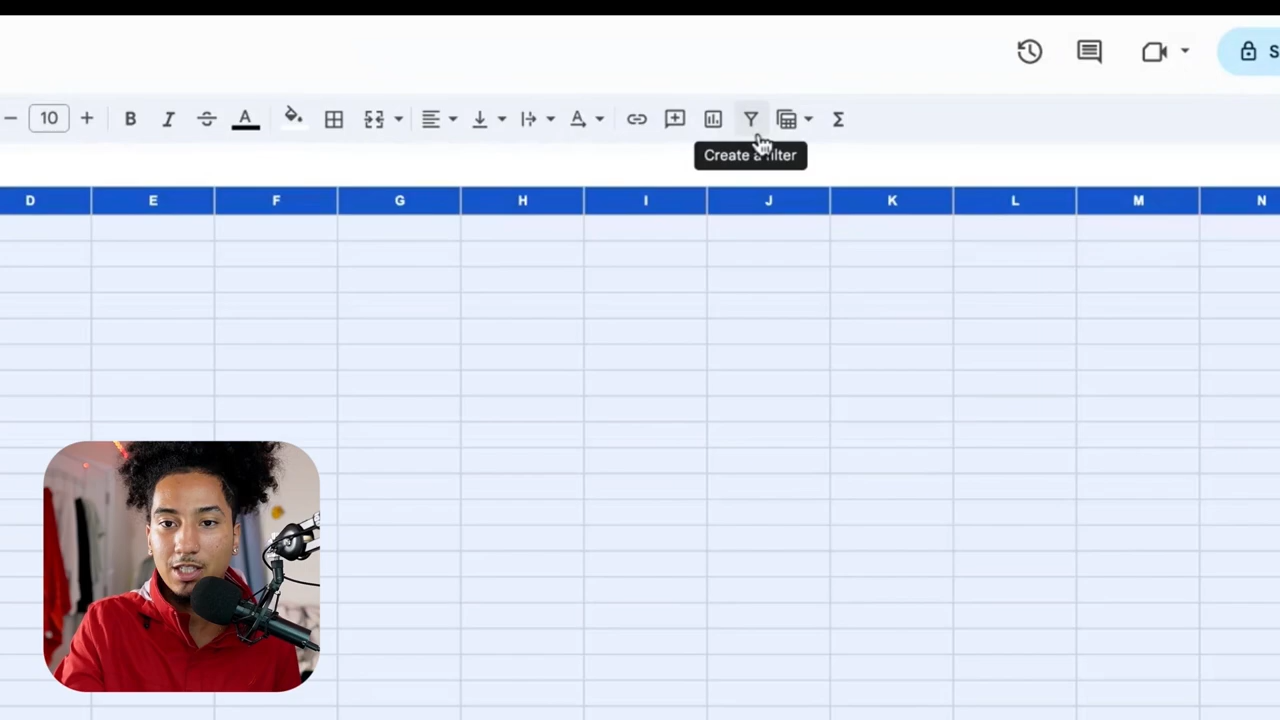 S
10
B I A A Σ
Create a filter
D E F G H I J K L M N